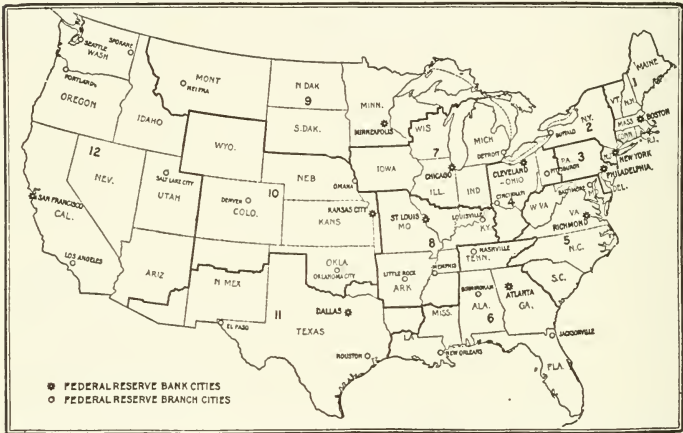 SPOKANE
SEATTLE
WASH
PORTLAND
OREGON
IDAHO
MONT
HELENA
N DAK
9
S. DAK.
MINN.
MINNEAPOLIS
WIS
7
MICH
DETROIT
CHICAGO
ILL.
IND
CLEVELAND
OHIO
CINCINNATI
4
PITTSBURGH
BUFFALO
N.Y.
2
VT.
N.H.
MAINE
1
MASS
BOSTON
CONN
R.I.
NEW YORK
N.J.
PA
3
PHILADELPHIA
BALTIMORE
DEL.
12
NEV.
SAN FRANCISCO
CAL.
LOS ANGELES
SALT LAKE CITY
UTAH
WYO.
DENVER
COLO.
10
NEB
OMAHA
KANSAS CITY
KANS
IOWA
ST LOUIS
MO
8
LOUISVILLE
KY.
W VA
VA
RICHMOND
5
N.C.
S.C.
ARIZ
N MEX
EL PASO
OKLA
OKLAHOMA CITY
LITTLE ROCK
ARK
MEMPHIS
NASHVILLE
TENN.
11
DALLAS
TEXAS
HOUSTON
LA
NEW ORLEANS
MISS.
BIRMINGHAM
ALA.
6
ATLANTA
GA.
JACKSONVILLE
FLA.
FEDERAL RESERVE BANK CITIES
FEDERAL RESERVE BRANCH CITIES